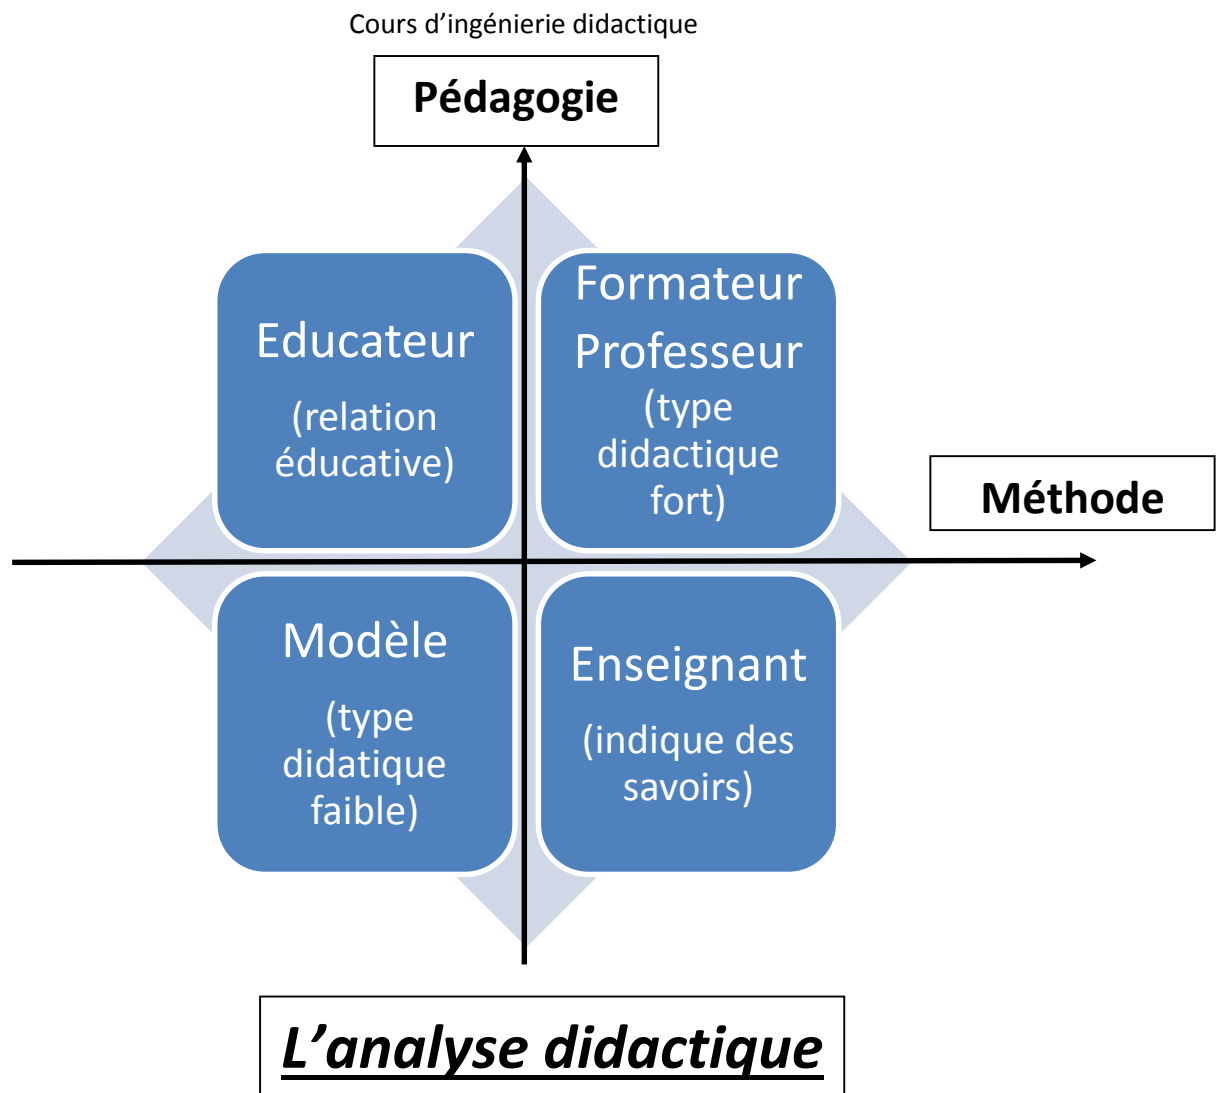 Cours d’ingénierie didactique
Pédagogie
Educateur
(relation
éducative)
Formateur
Professeur
(type
didactique
fort)
Méthode
Modèle
(type
didatique
faible)
Enseignant
(indique des
savoirs)
L’analyse didactique